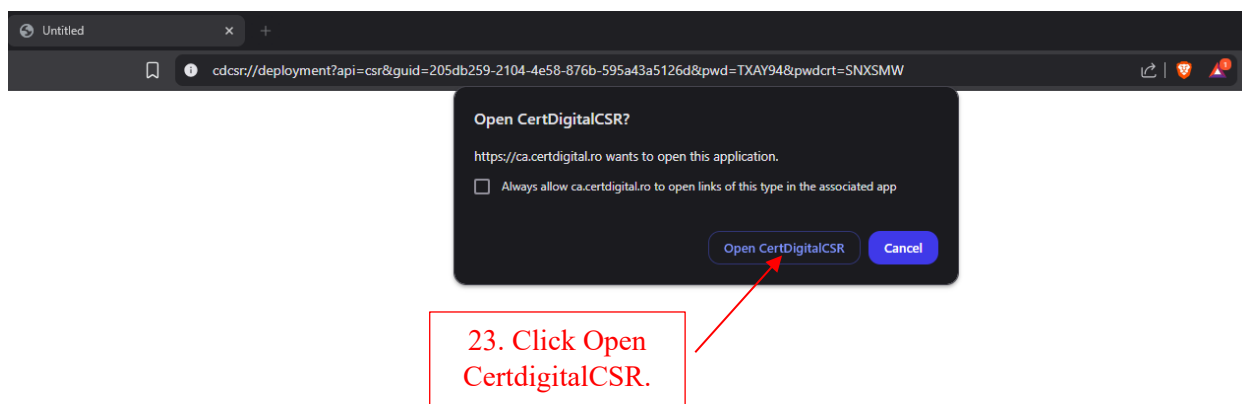 Untitled
cdcsr://deployment?api=csr&guid=205db259-2104-4e58-876b-595a43a5126d&pwd=TXAY94&pwdcrt=SNXSMW
1
Open CertDigitalCSR?
https://ca.certdigital.ro wants to open this application.
Always allow ca.certdigital.ro to open links of this type in the associated app
Open CertDigitalCSR
Cancel
23. Click Open
CertdigitalCSR.